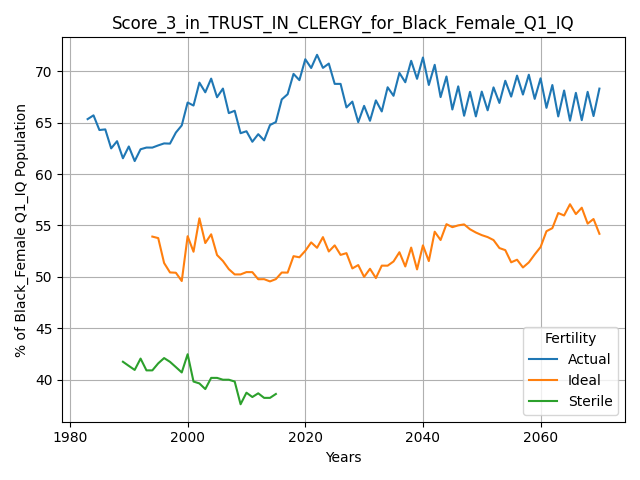 Score_3_in_TRUST_IN_CLERGY_for_Black_Female_Q1_IQ
% of Black_Female Q1_IQ Population
70
65
60
55
50
45
40
1980
2000
2020
2040
2060
Years
Fertility
Actual
Ideal
Sterile